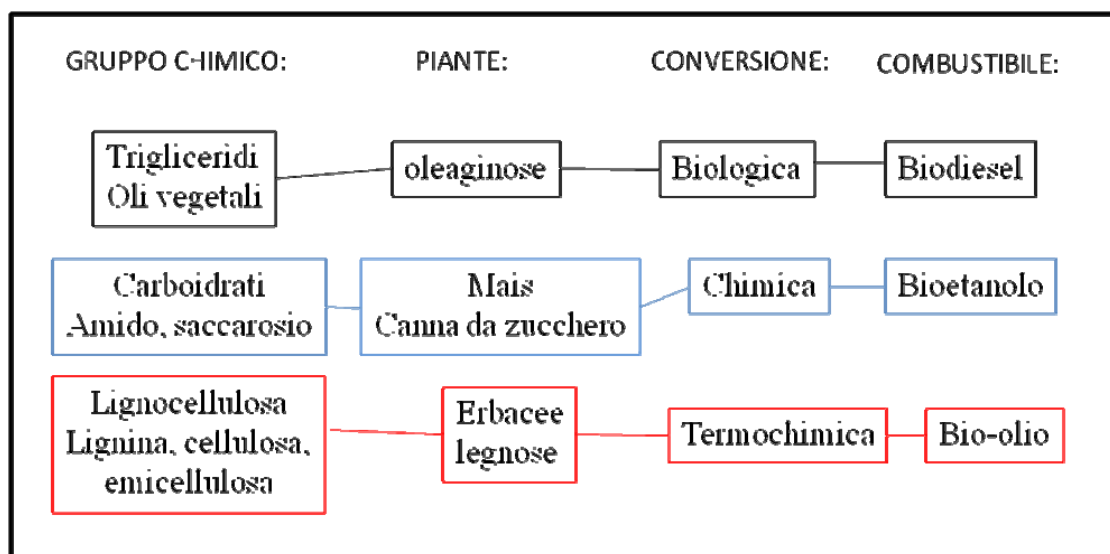 GRUPPO CHIMICO: PIANTE: CONVERSIONE: COMBUSTIBILE:
Trigliceridi
Oli vegetali
oleaginose
Biologica
Biodiesel
Carboidrati
Amido, saccarosio
Mais
Canna da zucchero
Chimica
Bioetanolo
Lignocellulosa
Lignina, cellulosa,
emicellulosa
Erbacee
legnose
Termochimica
Bio-olio